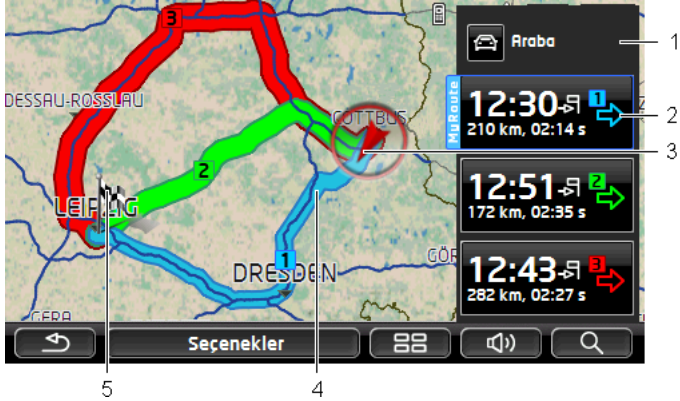 3
DESSAU-ROSSLAU
COTTBUS
2
LEIPZIG
1
DRESDEN
GÖR
GERA
Araba
1
MyRoute
12:30
1
210 km, 02:14 s
2
3
12:51
2
172 km, 02:35 s
12:43
3
282 km, 02:27 s
Seçenekler
5
4